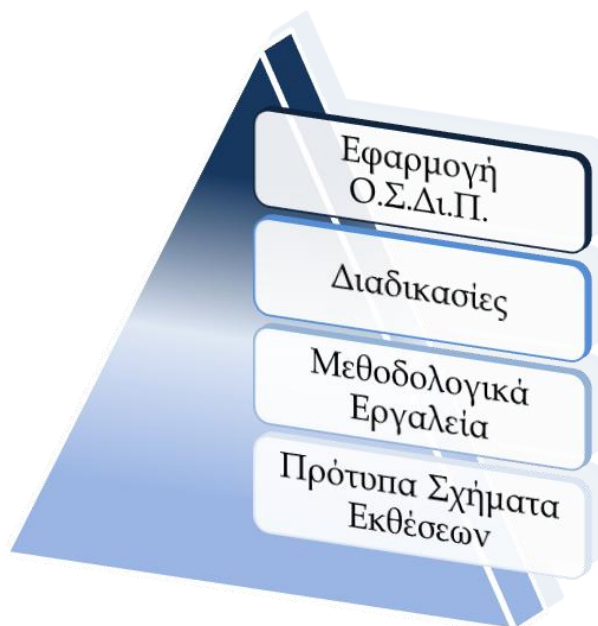 Εφαρμογή
Ο.Σ.Δι.Π.
Διαδικασίες
Μεθοδολογικά
Εργαλεία
Πρότυπα Σχήματα
Εκθέσεων